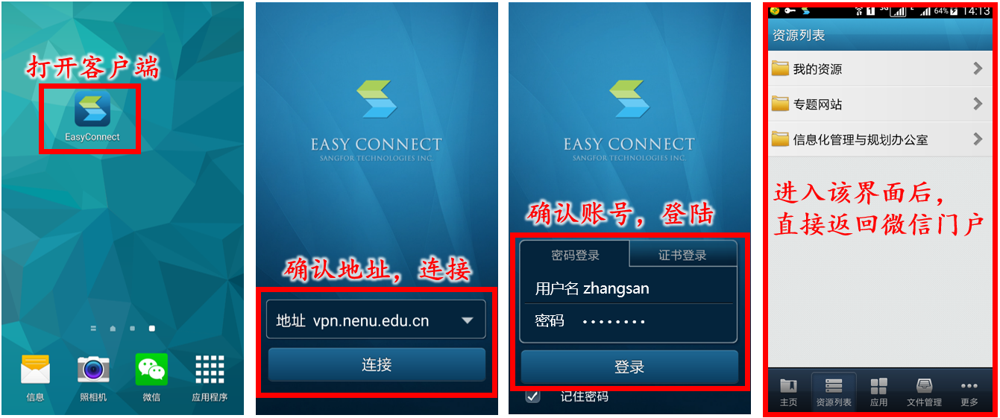 打开客户端
EasyConnect
信息
照相机
微信
应用程序
EASY CONNECT
SANGFOR TECHNOLOGIES INC.
确认地址，连接
地址 vpn.nenu.edu.cn
连接
EASY CONNECT
SANGFOR TECHNOLOGIES INC.
确认账号，登陆
密码登录
证书登录
用户名 zhangsan
密码 ••••••••
登录
记住密码
1 3G 64% 14:13
资源列表
我的资源
专题网站
信息化管理与规划办公室
进入该界面后，
直接返回微信门户
主页
资源列表
应用
文件管理
更多